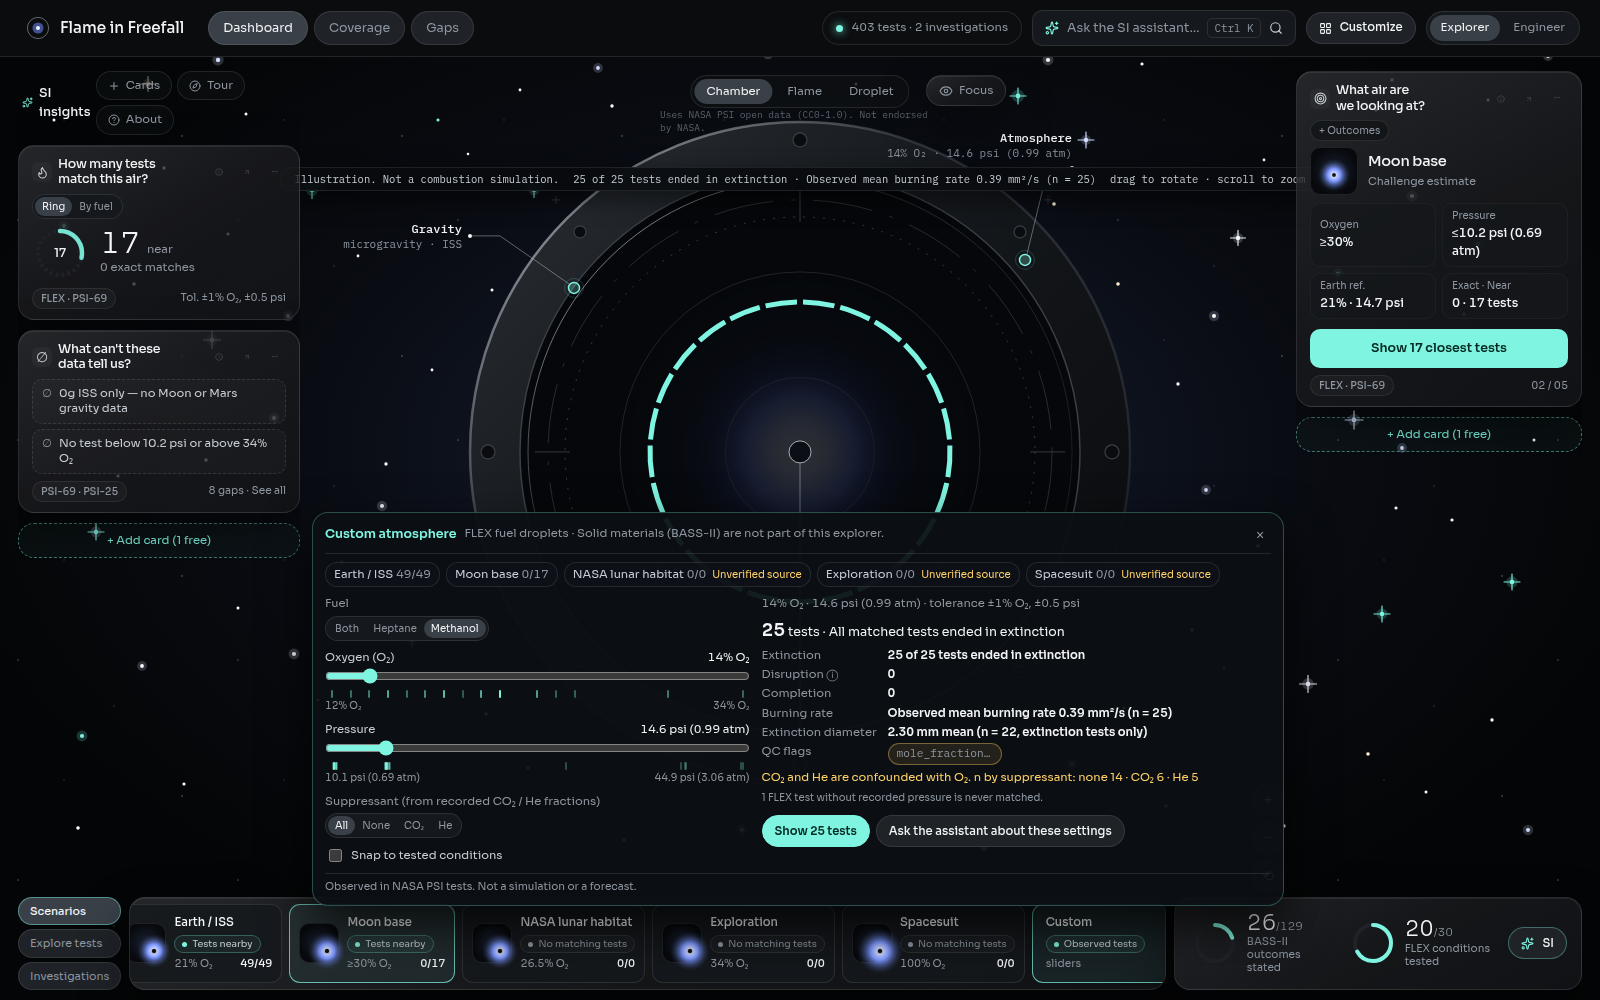 Flame in Freefall
Dashboard
Coverage
Gaps
403 tests · 2 investigations
Ask the SI assistant...
Ctrl K
Customize
Explorer
Engineer
SI insights
+ Cards
Tour
About
Chamber
Flame
Droplet
Focus
Uses NASA PSI open data (CC0-1.0). Not endorsed
by NASA.
Atmosphere
14% O₂ · 14.6 psi (0.99 atm)
Illustration. Not a combustion simulation. 25 of 25 tests ended in extinction · Observed mean burning rate 0.39 mm²/s (n = 25) drag to rotate · scroll to zoom
Gravity
microgravity · ISS
How many tests
match this air?
Ring
By fuel
17
17 near
0 exact matches
FLEX · PSI-69
Tol. ±1% O₂, ±0.5 psi
What can't these
data tell us?
∅ 0g ISS only — no Moon or Mars
gravity data
∅ No test below 10.2 psi or above 34%
O₂
PSI-69 · PSI-25
8 gaps · See all
+ Add card (1 free)
What air are
we looking at?
+ Outcomes
Moon base
Challenge estimate
Oxygen
≥30%
Pressure
≤10.2 psi (0.69
atm)
Earth ref.
21% · 14.7 psi
Exact · Near
0 · 17 tests
Show 17 closest tests
FLEX · PSI-69
02 / 05
+ Add card (1 free)
Custom atmosphere FLEX fuel droplets · Solid materials (BASS-II) are not part of this explorer.
×
Earth / ISS 49/49
Moon base 0/17
NASA lunar habitat 0/0 Unverified source
Exploration 0/0 Unverified source
Spacesuit 0/0 Unverified source
Fuel
Both
Heptane
Methanol
Oxygen (O₂)
14% O₂
12% O₂
34% O₂
Pressure
14.6 psi (0.99 atm)
10.1 psi (0.69 atm)
44.9 psi (3.06 atm)
Suppressant (from recorded CO₂ / He fractions)
All
None
CO₂
He
Snap to tested conditions
14% O₂ · 14.6 psi (0.99 atm) · tolerance ±1% O₂, ±0.5 psi
25 tests · All matched tests ended in extinction
Extinction 25 of 25 tests ended in extinction
Disruption 0
Completion 0
Burning rate Observed mean burning rate 0.39 mm²/s (n = 25)
Extinction diameter 2.30 mm mean (n = 22, extinction tests only)
QC flags mole_fraction…
CO₂ and He are confounded with O₂. n by suppressant: none 14 · CO₂ 6 · He 5
1 FLEX test without recorded pressure is never matched.
Show 25 tests
Ask the assistant about these settings
Observed in NASA PSI tests. Not a simulation or a forecast.
Scenarios
Explore tests
Investigations
Earth / ISS
Tests nearby
21% O₂ 49/49
Moon base
Tests nearby
≥30% O₂ 0/17
NASA lunar habitat
No matching tests
26.5% O₂ 0/0
Exploration
No matching tests
34% O₂ 0/0
Spacesuit
No matching tests
100% O₂ 0/0
Custom
Observed tests
sliders
26/129
BASS-II
outcomes
stated
20/30
FLEX conditions
tested
SI